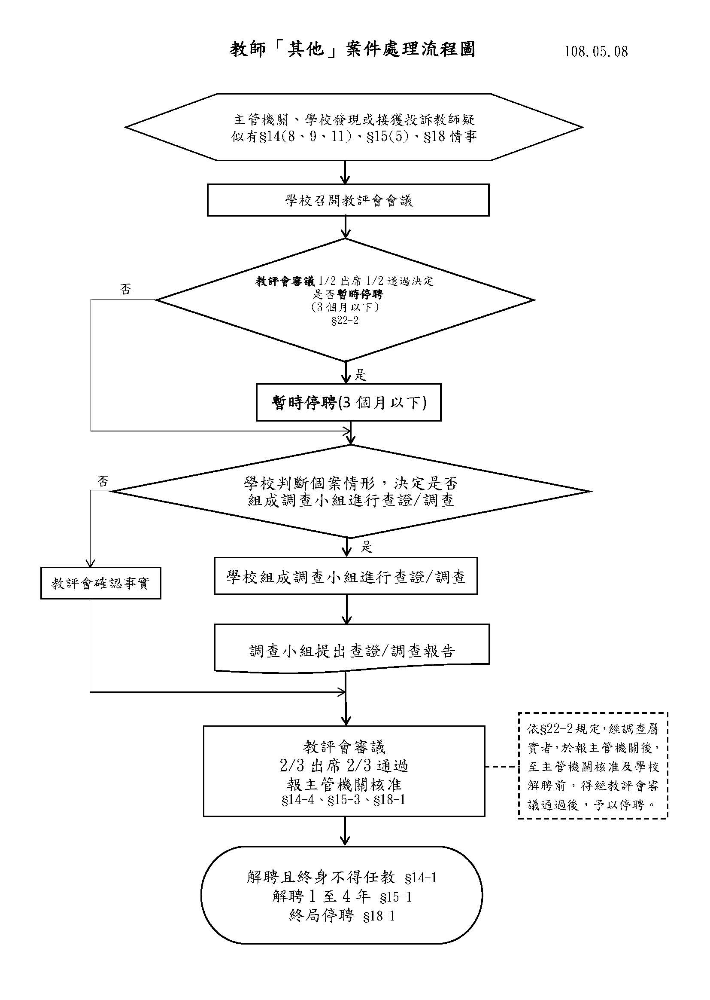 教師「其他」案件處理流程圖 108.05.08
主管機關、學校發現或接獲投訴教師疑
似有§14(8、9、11)、§15(5)、§18 情事
學校召開教評會會議
教評會審議 1/2 出席 1/2 通過決定
是否暫時停聘
(3 個月以下)
§22-2
否
是
暫時停聘(3 個月以下)
學校判斷個案情形，決定是否
組成調查小組進行查證/調查
否
是
教評會確認事實
學校組成調查小組進行查證/調查
調查小組提出查證/調查報告
教評會審議
2/3 出席 2/3 通過
報主管機關核准
§14-4、§15-3、§18-1
依§22-2 規定，經調查屬
實者，於報主管機關後，
至主管機關核准及學校
解聘前，得經教評會審
議通過後，予以停聘。
解聘且終身不得任教 §14-1
解聘 1 至 4 年 §15-1
終局停聘 §18-1